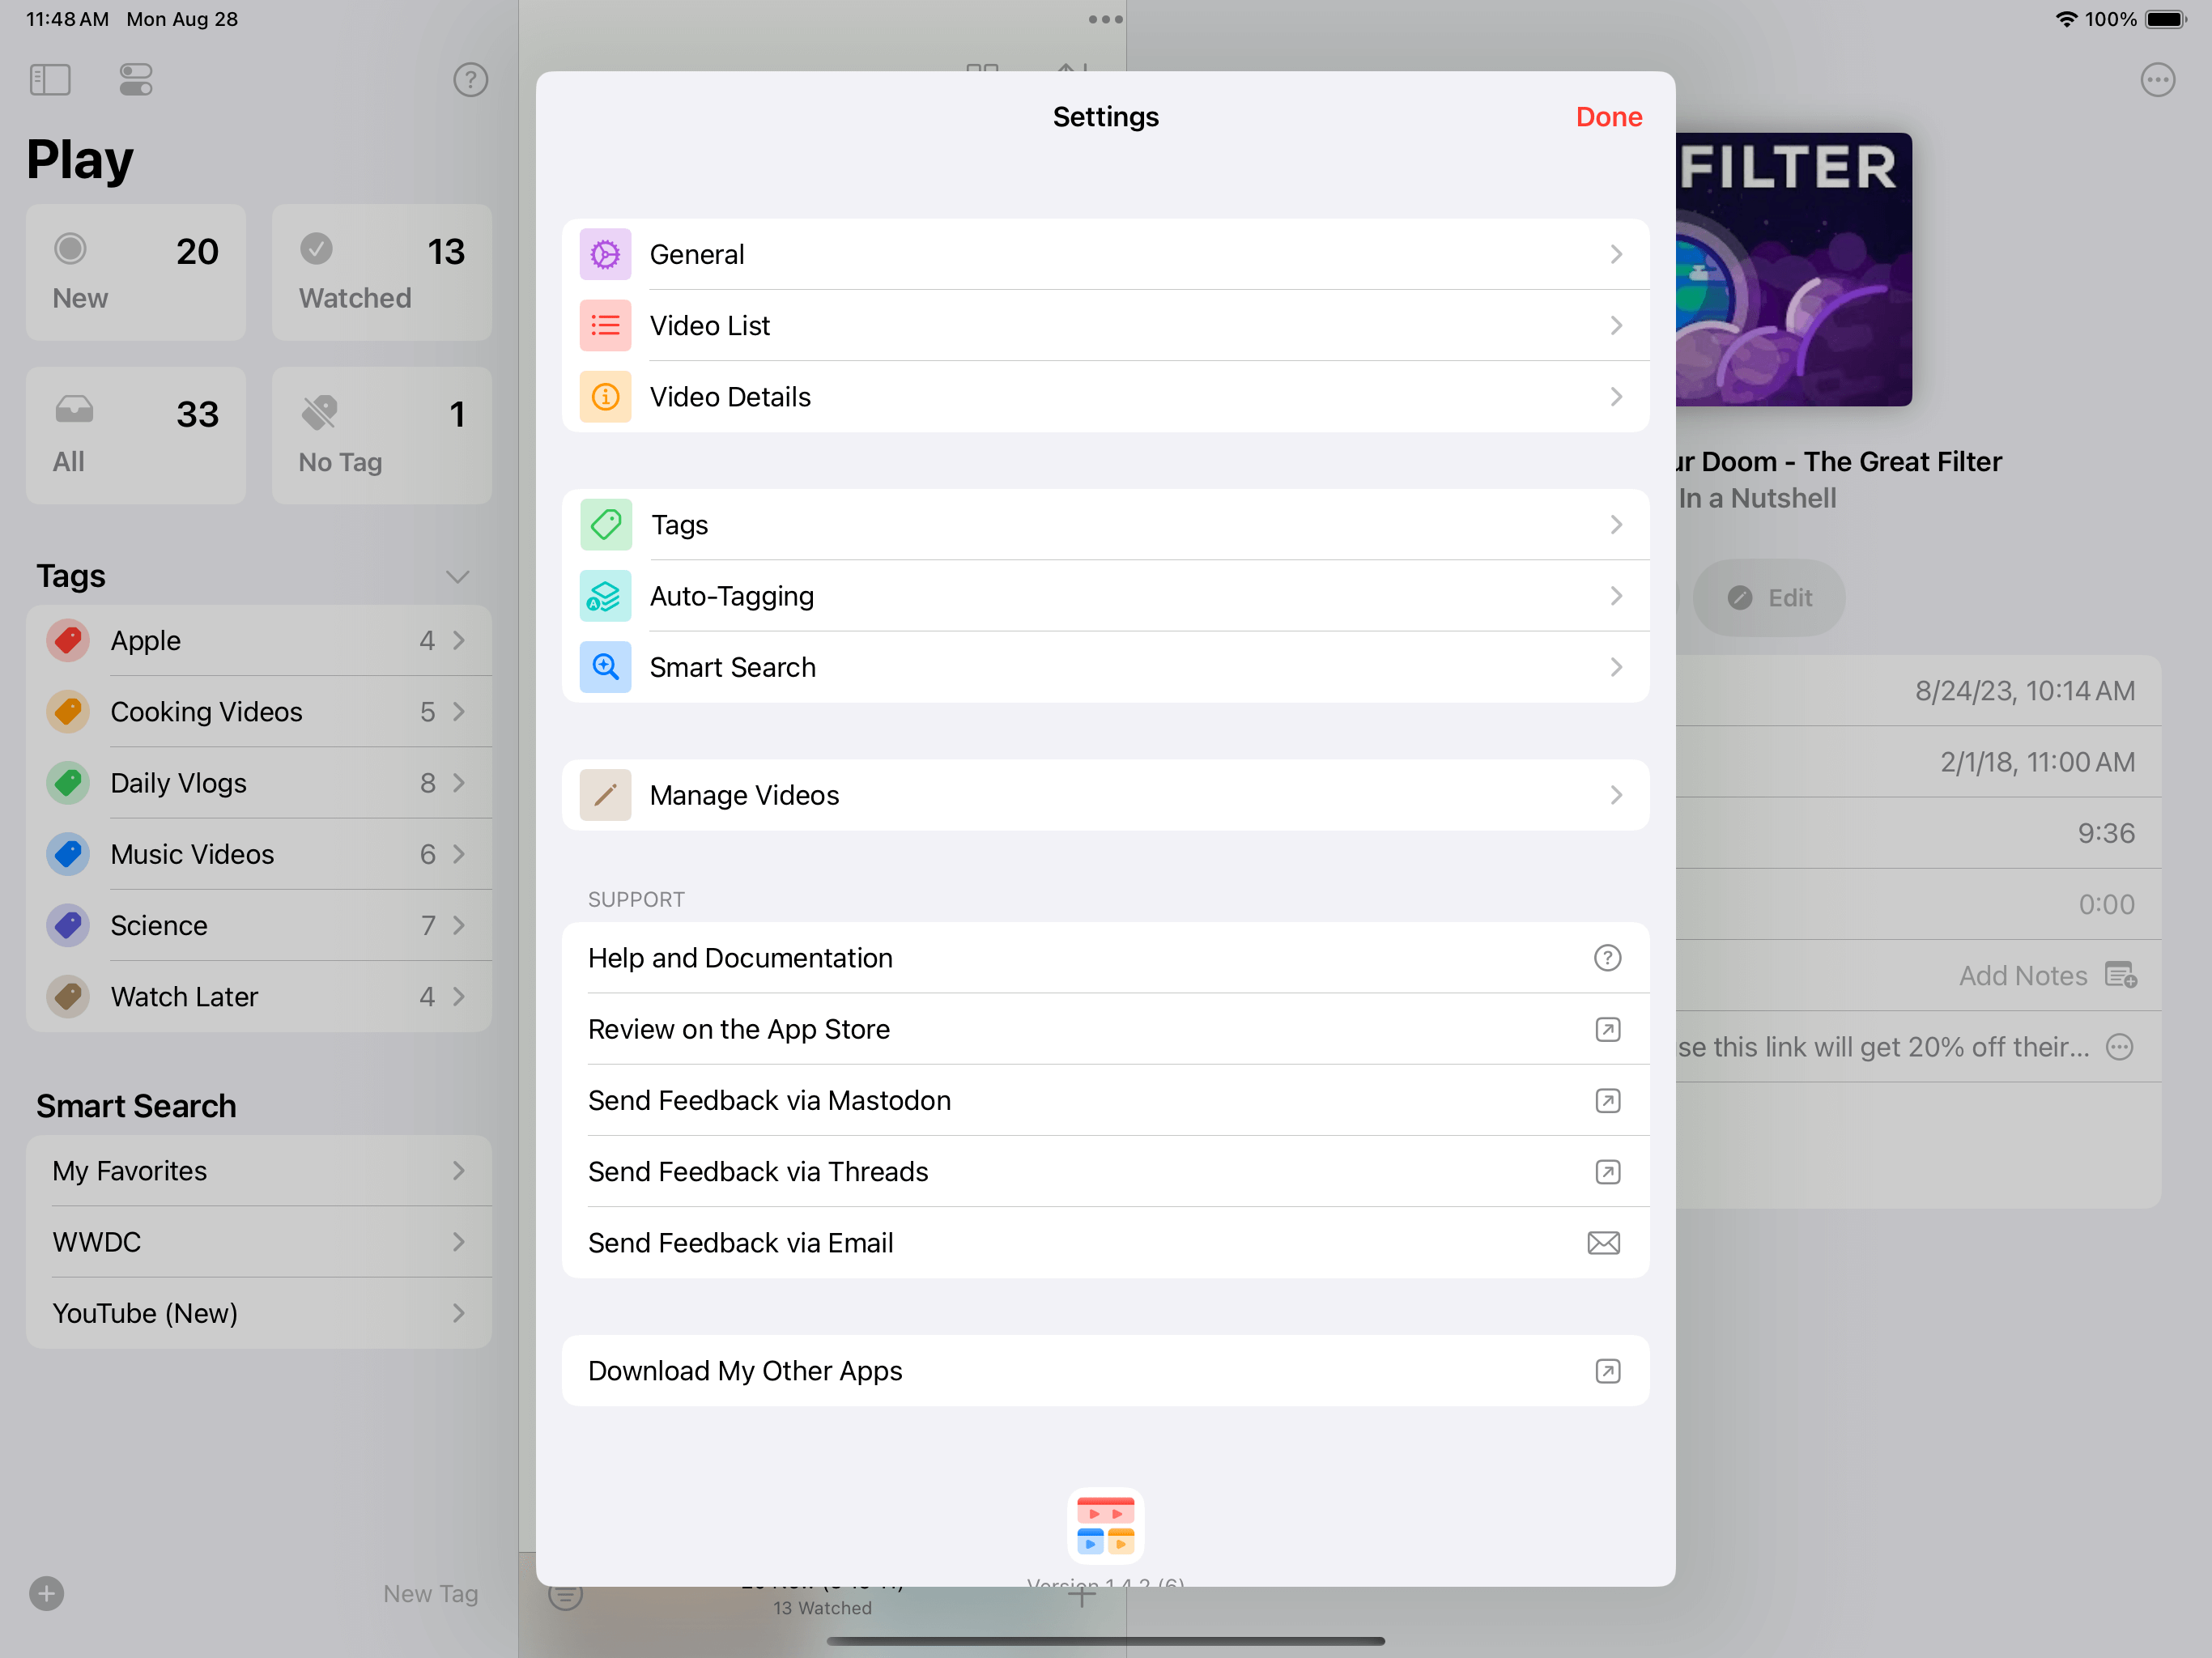 11:48 AM Mon Aug 28
100%
Play
20
New
13
Watched
33
All
1
No Tag
Tags
Apple 4
Cooking Videos 5
Daily Vlogs 8
Music Videos 6
Science 7
Watch Later 4
Smart Search
My Favorites
WWDC
YouTube (New)
New Tag
Settings
Done
General
Video List
Video Details
Tags
Auto-Tagging
Smart Search
Manage Videos
SUPPORT
Help and Documentation
Review on the App Store
Send Feedback via Mastodon
Send Feedback via Threads
Send Feedback via Email
Download My Other Apps
Version 1.4.2 (6)
13 Watched
FILTER
Doom - The Great Filter
In a Nutshell
Edit
8/24/23, 10:14 AM
2/1/18, 11:00 AM
9:36
0:00
Add Notes
this link will get 20% off their...